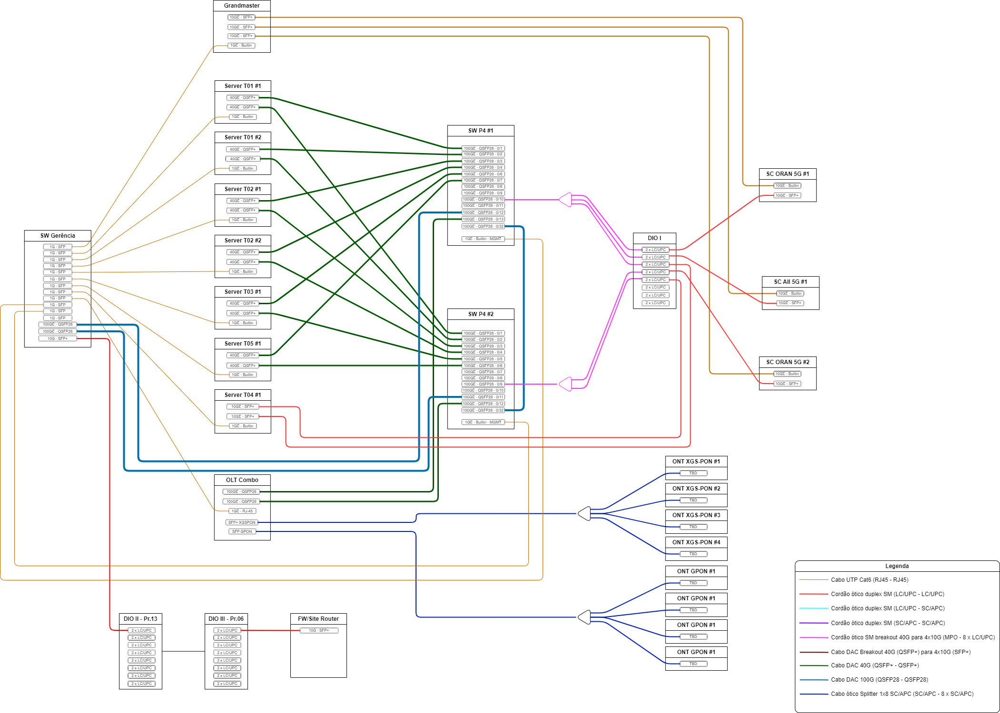 Grandmaster
10GE - SFP+
10GE - SFP+
10GE - SFP+
1GE - Builtin
Server T01 #1
40GE - QSFP+
40GE - QSFP+
1GE - Builtin
Server T01 #2
40GE - QSFP+
40GE - QSFP+
1GE - Builtin
Server T02 #1
40GE - QSFP+
40GE - QSFP+
1GE - Builtin
Server T02 #2
40GE - QSFP+
40GE - QSFP+
1GE - Builtin
Server T03 #1
40GE - QSFP+
40GE - QSFP+
1GE - Builtin
Server T05 #1
40GE - QSFP+
40GE - QSFP+
1GE - Builtin
Server T04 #1
10GE - SFP+
10GE - SFP+
1GE - Builtin
OLT Combo
100GE - QSFP28
100GE - QSFP28
1GE - RJ-45
SFP+ XGSPON
SFP GPON
SW Gerência
1G - SFP
1G - SFP
1G - SFP
1G - SFP
1G - SFP
1G - SFP
1G - SFP
1G - SFP
1G - SFP
1G - SFP
1G - SFP
1G - SFP
100GE - QSFP28
100GE - QSFP28
10G - SFP+
SW P4 #1
100GE - QSFP28 - 0/1
100GE - QSFP28 - 0/2
100GE - QSFP28 - 0/3
100GE - QSFP28 - 0/4
100GE - QSFP28 - 0/6
100GE - QSFP28 - 0/7
100GE - QSFP28 - 0/8
100GE - QSFP28 - 0/9
100GE - QSFP28 - 0/10
100GE - QSFP28 - 0/11
100GE - QSFP28 - 0/12
100GE - QSFP28 - 0/13
100GE - QSFP28 - 0/32
1GE - Builtin - MGMT
SW P4 #2
100GE - QSFP28 - 0/1
100GE - QSFP28 - 0/2
100GE - QSFP28 - 0/3
100GE - QSFP28 - 0/4
100GE - QSFP28 - 0/5
100GE - QSFP28 - 0/6
100GE - QSFP28 - 0/7
100GE - QSFP28 - 0/8
100GE - QSFP28 - 0/9
100GE - QSFP28 - 0/10
100GE - QSFP28 - 0/11
100GE - QSFP28 - 0/12
100GE - QSFP28 - 0/32
1GE - Builtin - MGMT
DIO I
2 x LC/UPC
2 x LC/UPC
2 x LC/UPC
2 x LC/UPC
2 x LC/UPC
2 x LC/UPC
2 x LC/UPC
2 x LC/UPC
SC ORAN 5G #1
10GE - Builtin
10GE - SFP+
SC AII 5G #1
10GE - Builtin
10GE - SFP+
SC ORAN 5G #2
10GE - Builtin
10GE - SFP+
ONT XGS-PON #1
TBD
ONT XGS-PON #2
TBD
ONT XGS-PON #3
TBD
ONT XGS-PON #4
TBD
ONT GPON #1
TBD
ONT GPON #1
TBD
ONT GPON #1
TBD
ONT GPON #1
TBD
DIO II - Pr.13
2 x LC/UPC
2 x LC/UPC
2 x LC/UPC
2 x LC/UPC
2 x LC/UPC
2 x LC/UPC
2 x LC/UPC
2 x LC/UPC
DIO III - Pr.06
2 x LC/UPC
2 x LC/UPC
2 x LC/UPC
2 x LC/UPC
2 x LC/UPC
2 x LC/UPC
2 x LC/UPC
2 x LC/UPC
FW/Site Router
10G - SFP+
Legenda
Cabo UTP Cat6 (RJ45 - RJ45)
Cordão ótico duplex SM (LC/UPC - LC/UPC)
Cordão ótico duplex SM (LC/UPC - SC/APC)
Cordão ótico duplex SM (SC/APC - SC/APC)
Cordão ótico SM breakout 40G para 4x10G (MPO - 8 x LC/UPC)
Cabo DAC Breakout 40G (QSFP+) para 4x10G (SFP+)
Cabo DAC 40G (QSFP+ - QSFP+)
Cabo DAC 100G (QSFP28 - QSFP28)
Cabo ótico Splitter 1x8 SC/APC (SC/APC - 8 x SC/APC)